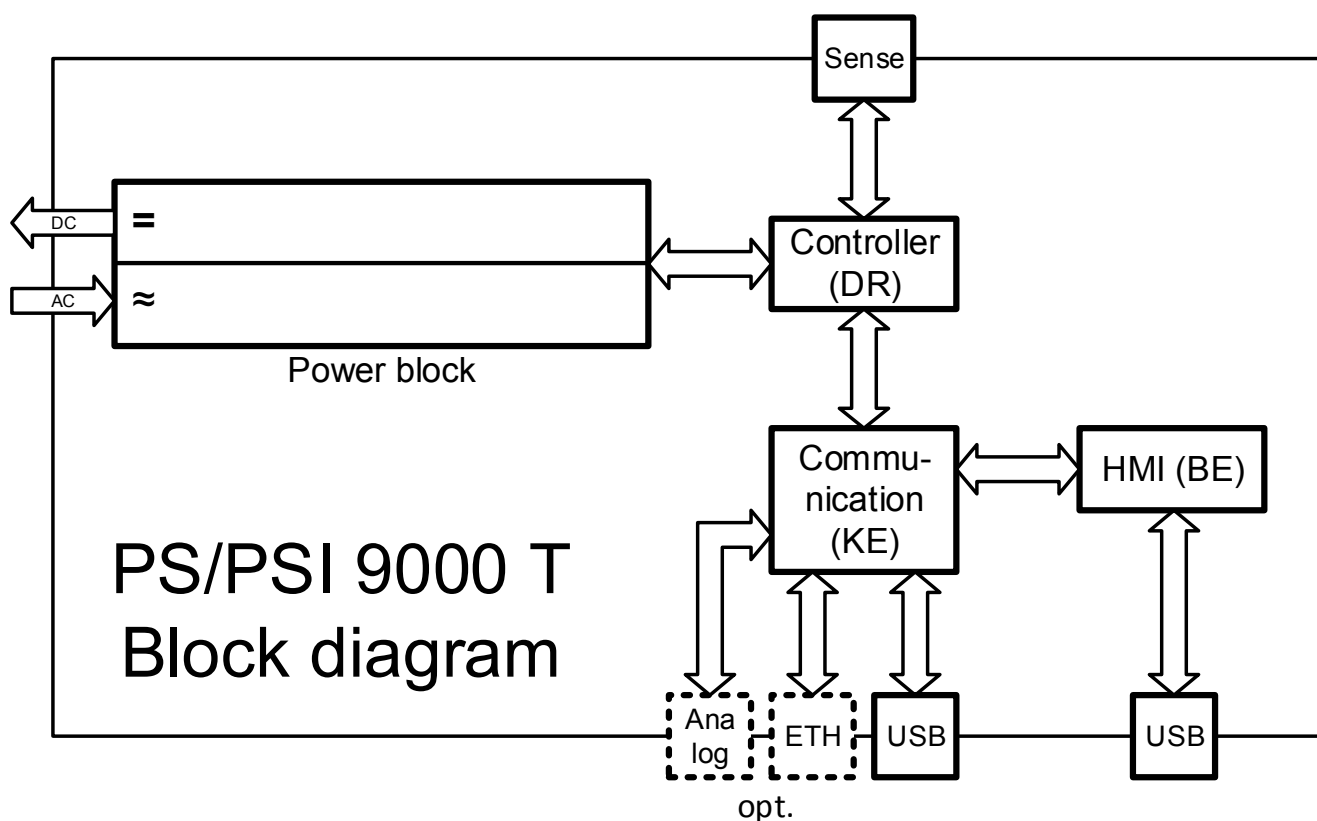 Sense
DC
=
AC
≈
Power block
Controller
(DR)
Commu-
nication
(KE)
HMI (BE)
PS/PSI 9000 T
Block diagram
Ana
log
ETH
USB
USB
opt.